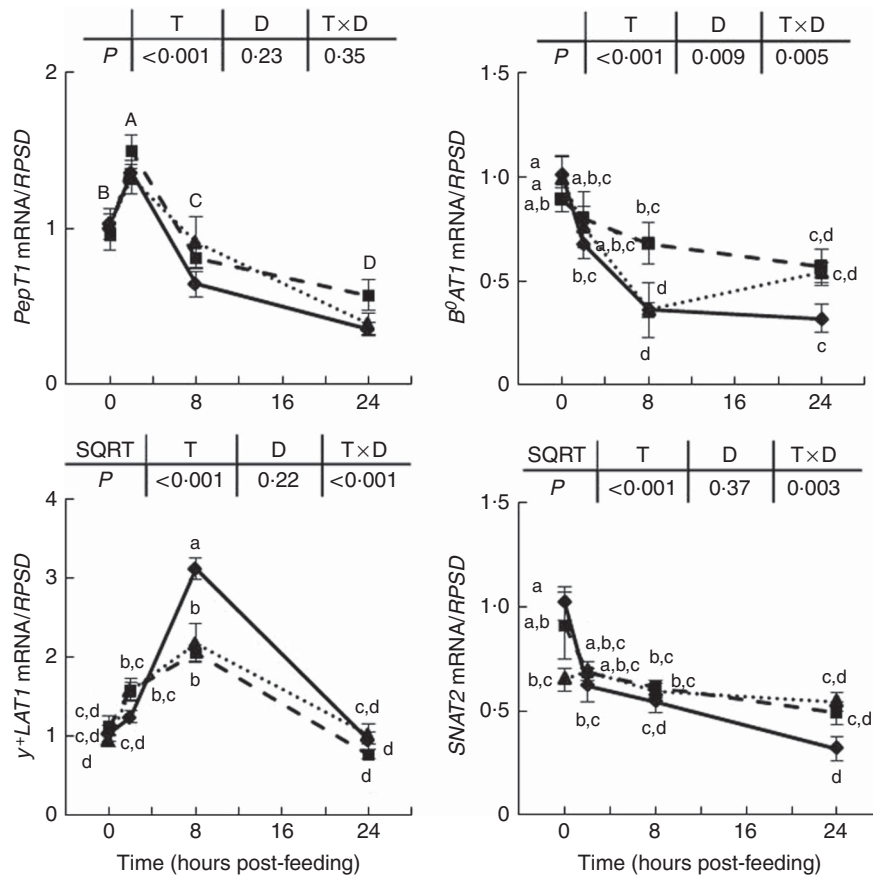 T D T×D
P <0·001 0·23 0·35
2
1
0
PepT1 mRNA/RPSD
B
A
C
D
0 8 16 24
T D T×D
P <0·001 0·009 0·005
1·5
1·0
0·5
0
B⁰AT1 mRNA/RPSD
a
a
a,b
a,b,c
b,c
a,b,c
b,c
d
d
c,d
c,d
c
0 8 16 24
SQRT T D T×D
P <0·001 0·22 <0·001
4
3
2
1
0
y⁺LAT1 mRNA/RPSD
c,d
c,d
d
b,c
c,d
b,c
a
b
b
c,d
d
d
0 8 16 24
Time (hours post-feeding)
SQRT T D T×D
P <0·001 0·37 0·003
1·5
1·0
0·5
0
SNAT2 mRNA/RPSD
a
a,b
b,c
a,b,c
a,b,c
b,c
b,c
b,c
c,d
c,d
c,d
d
0 8 16 24
Time (hours post-feeding)